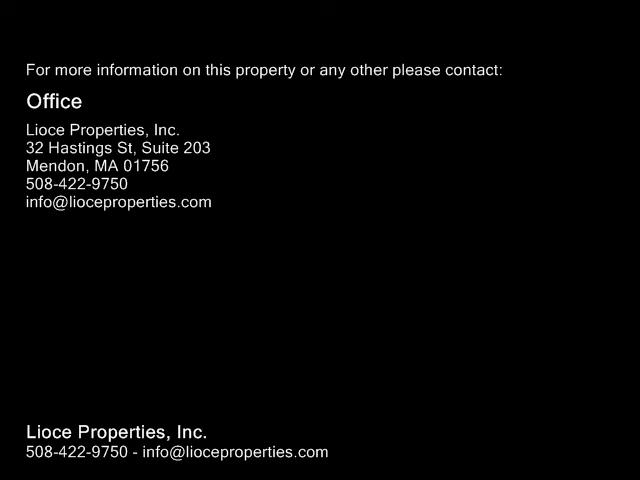 For more information on this property or any other please contact:
Office
Lioce Properties, Inc.
32 Hastings St, Suite 203
Mendon, MA 01756
508-422-9750
info@lioceproperties.com
Lioce Properties, Inc.
508-422-9750 - info@lioceproperties.com